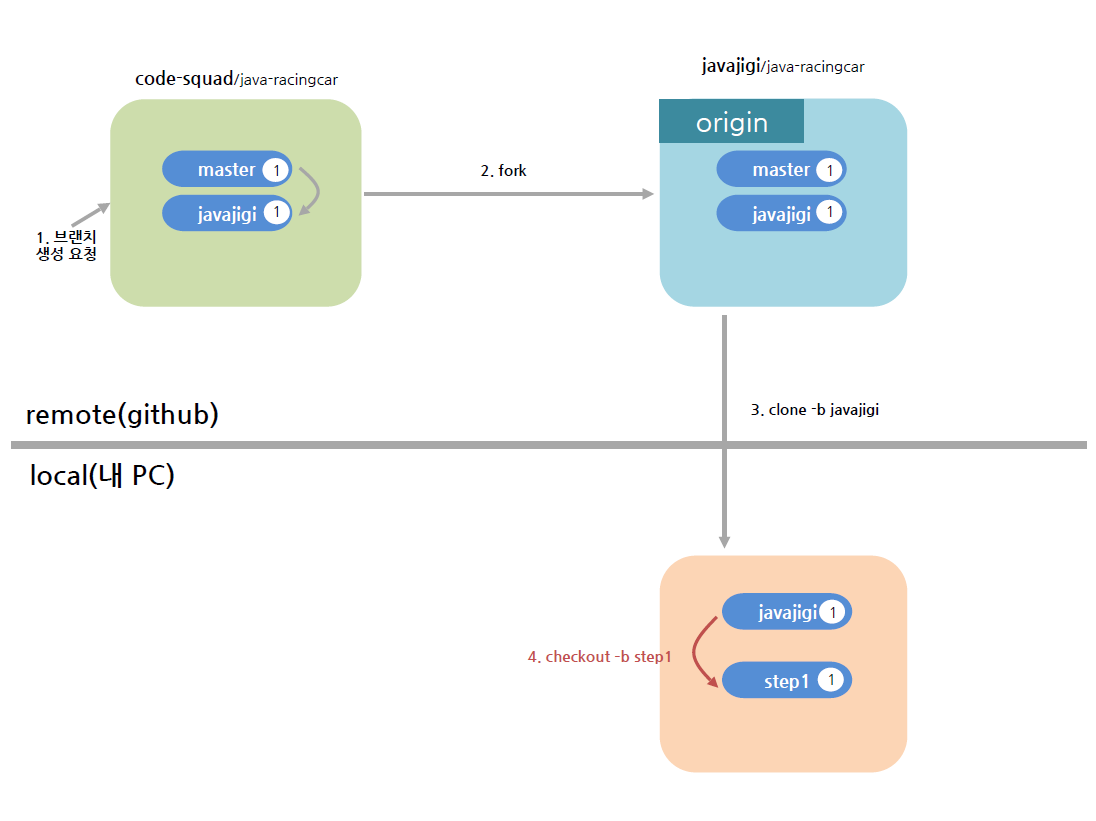 code-squad/java-racingcar
javajigi/java-racingcar
origin
master 1
javajigi 1
2. fork
master 1
javajigi 1
1. 브랜치
생성 요청
remote(github)
3. clone -b javajigi
local(내 PC)
javajigi 1
4. checkout -b step1
step1 1